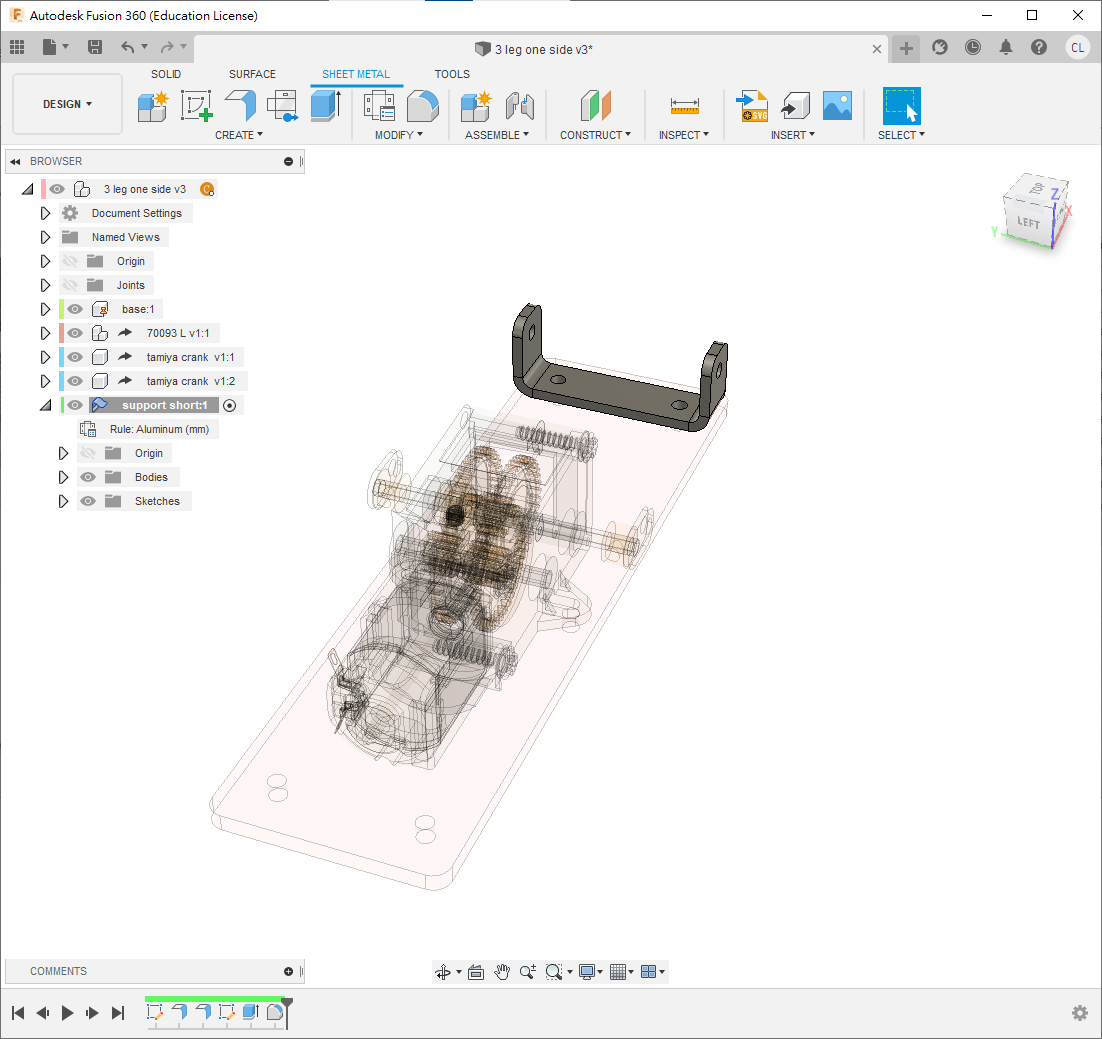 Autodesk Fusion 360 (Education License)
3 leg one side v3*
CL
SOLID SURFACE SHEET METAL TOOLS
DESIGN
CREATE MODIFY ASSEMBLE CONSTRUCT INSPECT INSERT SELECT
SVG
BROWSER
3 leg one side v3
Document Settings
Named Views
Origin
Joints
base:1
70093 L v1:1
tamiya crank v1:1
tamiya crank v1:2
support short:1
Rule: Aluminum (mm)
Origin
Bodies
Sketches
TOP
LEFT
Z
X
Y
COMMENTS